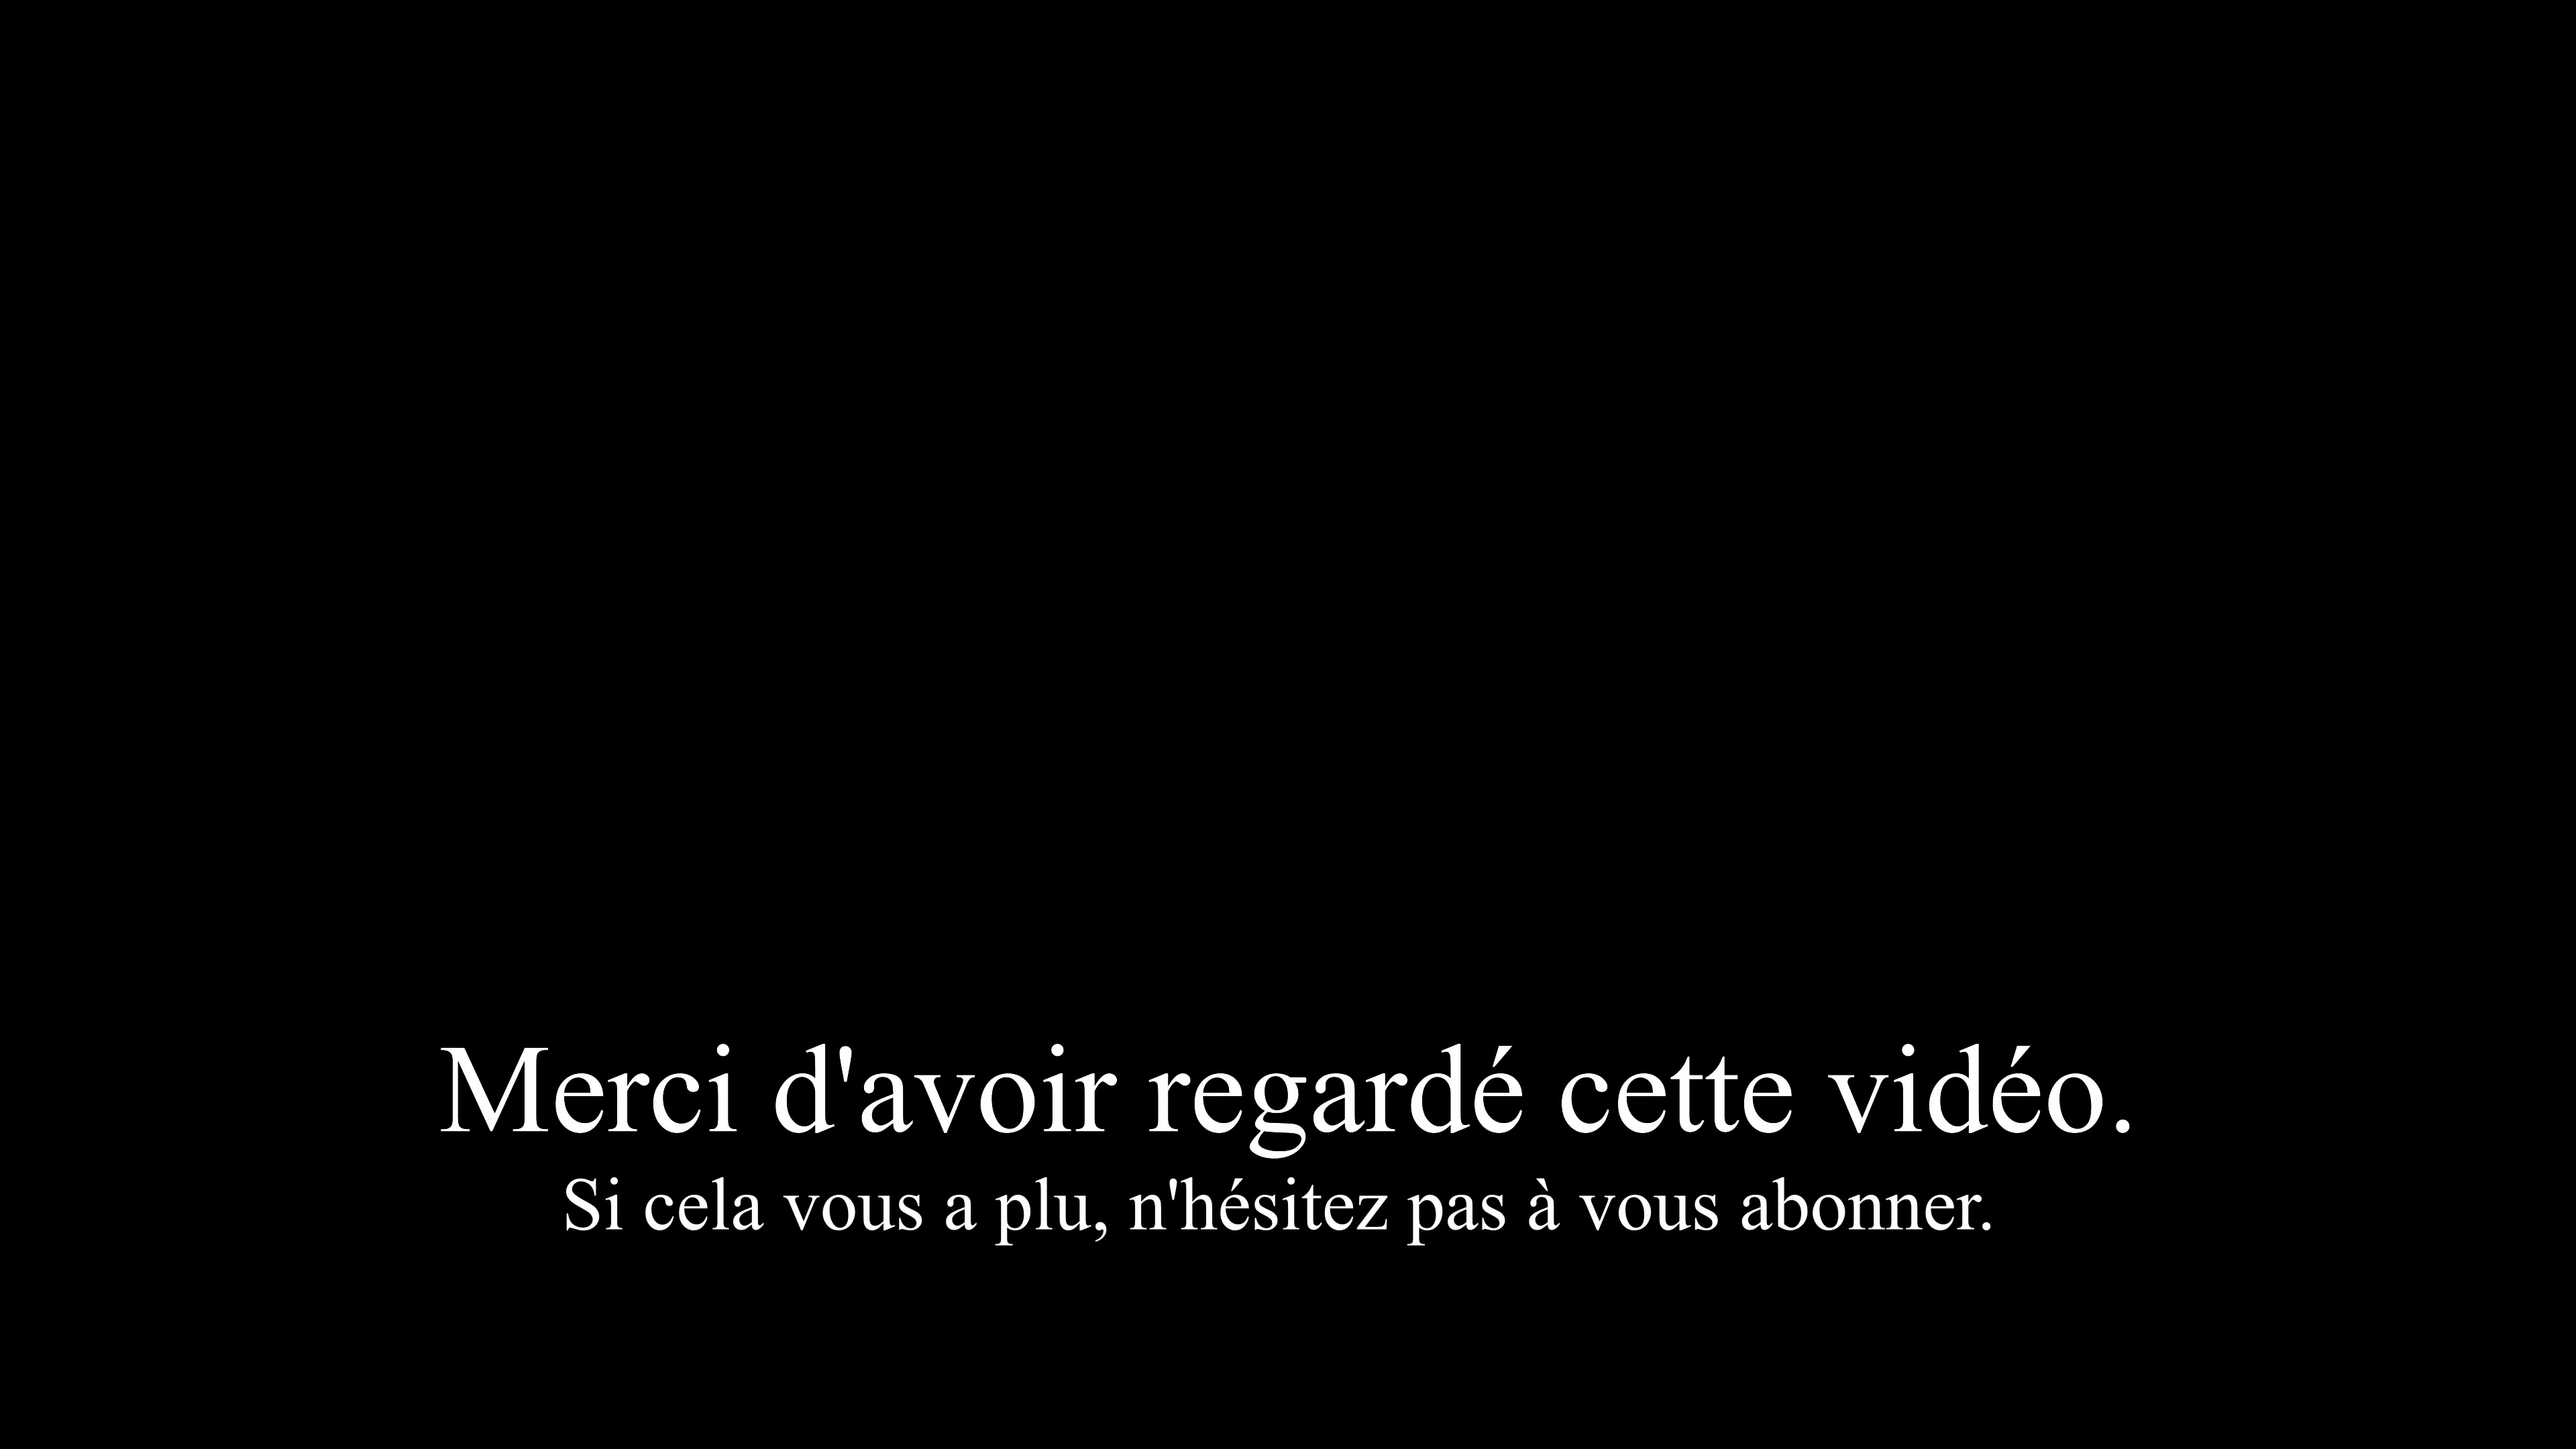 Merci d'avoir regardé cette vidéo.
Si cela vous a plu, n'hésitez pas à vous abonner.